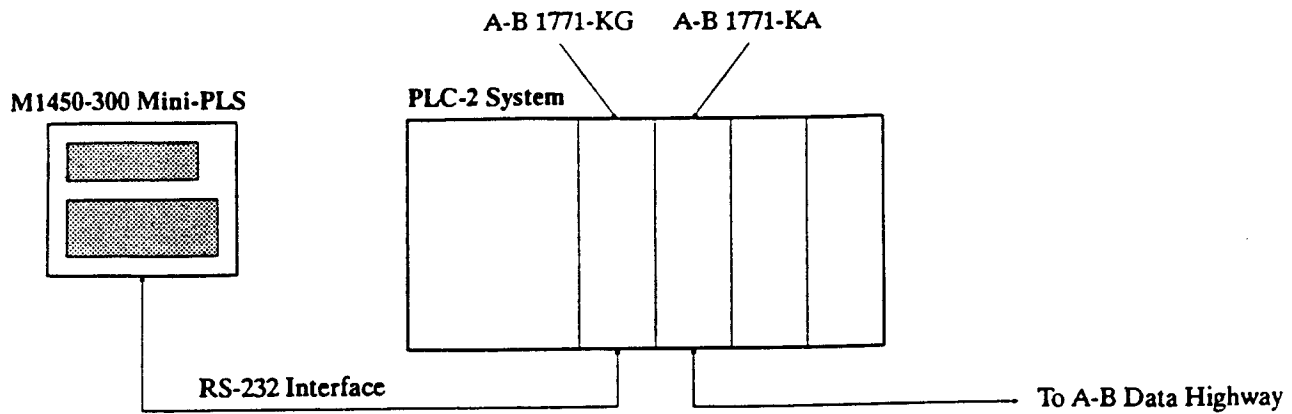 A-B 1771-KG A-B 1771-KA
M1450-300 Mini-PLS
PLC-2 System
RS-232 Interface
To A-B Data Highway